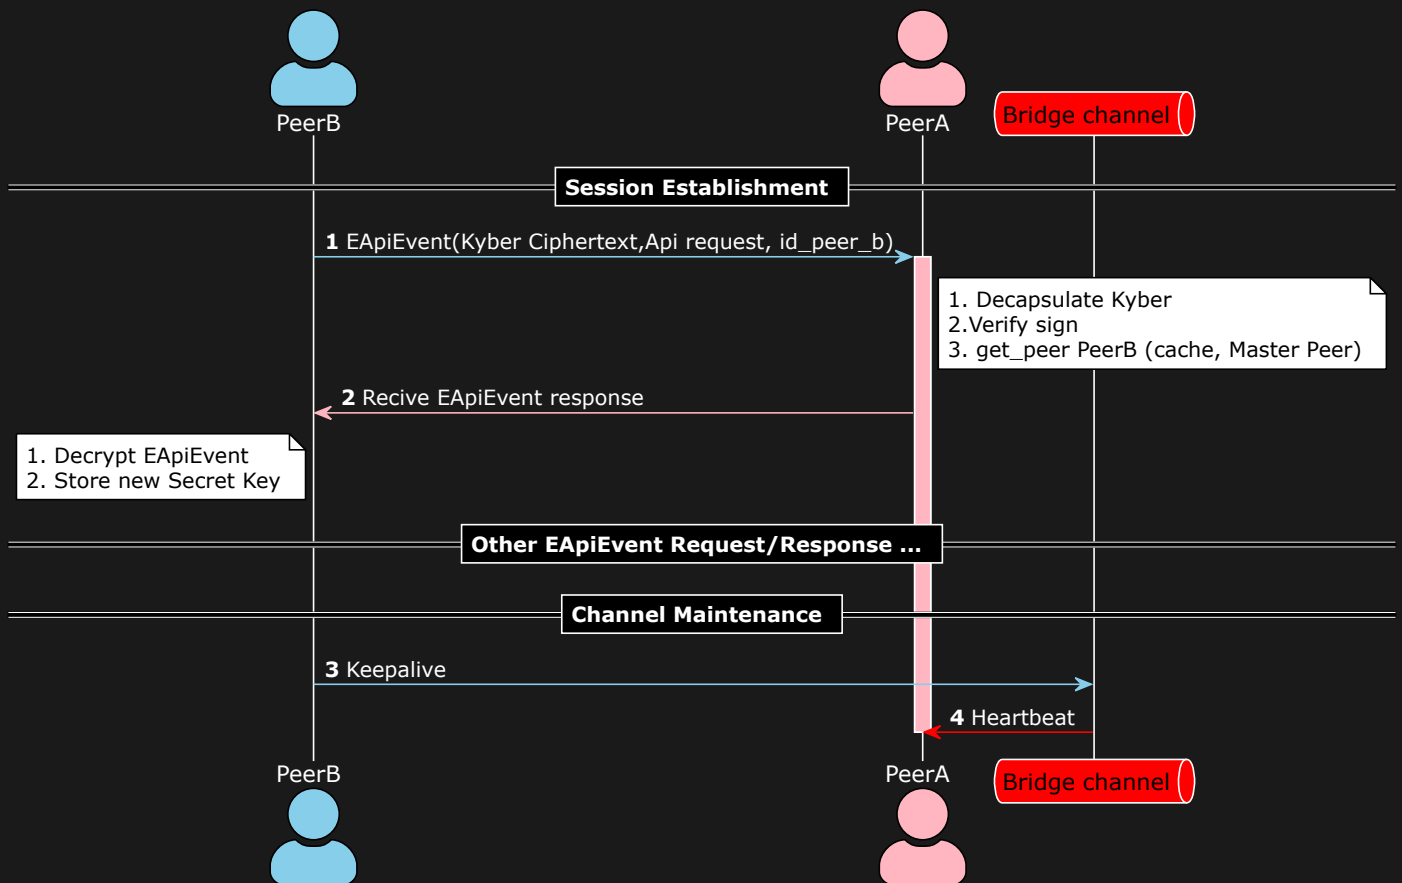 PeerB
PeerA
Bridge channel
Session Establishment
1 EApiEvent(Kyber Ciphertext,Api request, id_peer_b)
1. Decapsulate Kyber
2.Verify sign
3. get_peer PeerB (cache, Master Peer)
2 Recive EApiEvent response
1. Decrypt EApiEvent
2. Store new Secret Key
Other EApiEvent Request/Response ...
Channel Maintenance
3 Keepalive
4 Heartbeat
PeerB
PeerA
Bridge channel